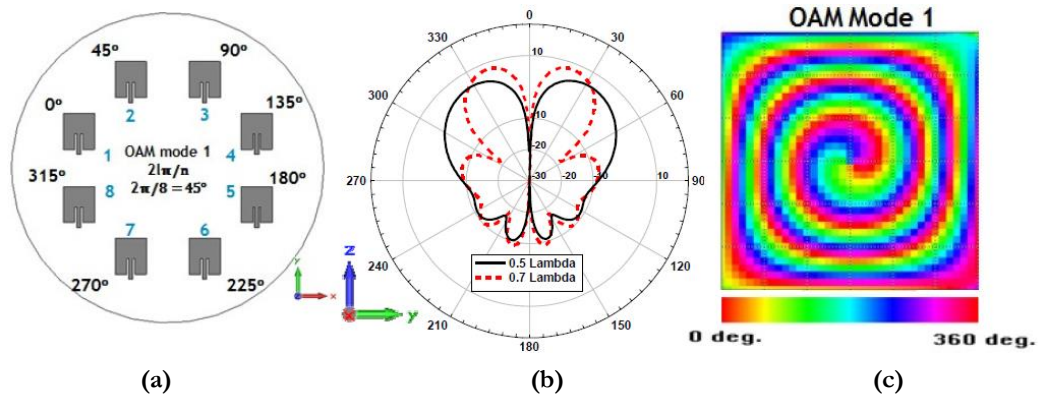 45°
90°
0°
135°
2
3
1
4
OAM mode 1
2lπ/n
2π/8 = 45°
315°
8
5
180°
7
6
270°
225°
Y
X
Z
Y
0
330
30
10
300
60
10
-10
-20
270
-30
-20
-10
10
90
240
120
0.5 Lambda
0.7 Lambda
210
150
180
OAM Mode 1
0 deg.
360 deg.
(a)
(b)
(c)